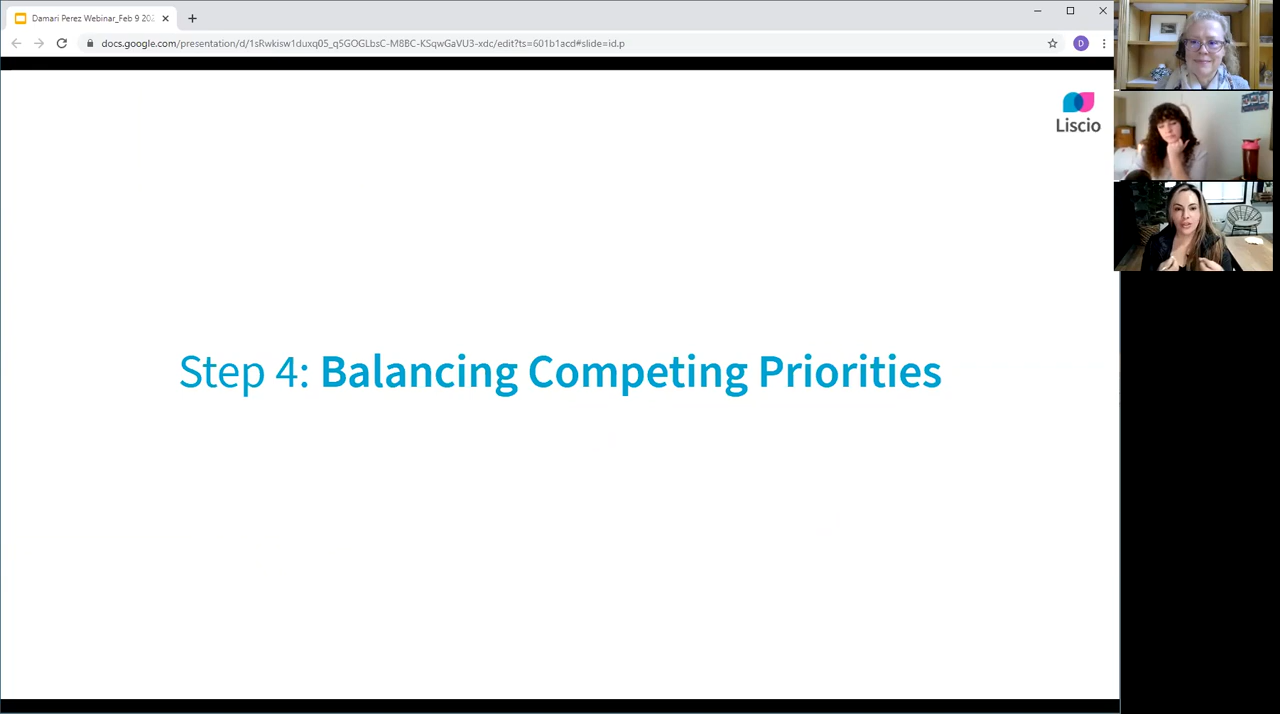 Damari Perez Webinar_Feb 9 202
docs.google.com/presentation/d/1sRwkisw1duxq05_q5GOGLbsC-M8BC-KSqwGaVU3-xdc/edit?ts=601b1acd#slide=id.p
D
Liscio
Step 4: Balancing Competing Priorities